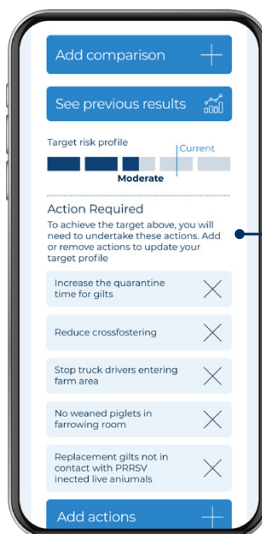 Add comparison
See previous results
Target risk profile
Current
Moderate
Action Required
To achieve the target above, you will
need to undertake these actions. Add
or remove actions to update your
target profile
Increase the quarantine
time for gilts
Reduce crossfostering
Stop truck drivers entering
farm area
No weaned piglets in
farrowing room
Replacement gilts not in
contact with PRRSV
inected live aniumals
Add actions